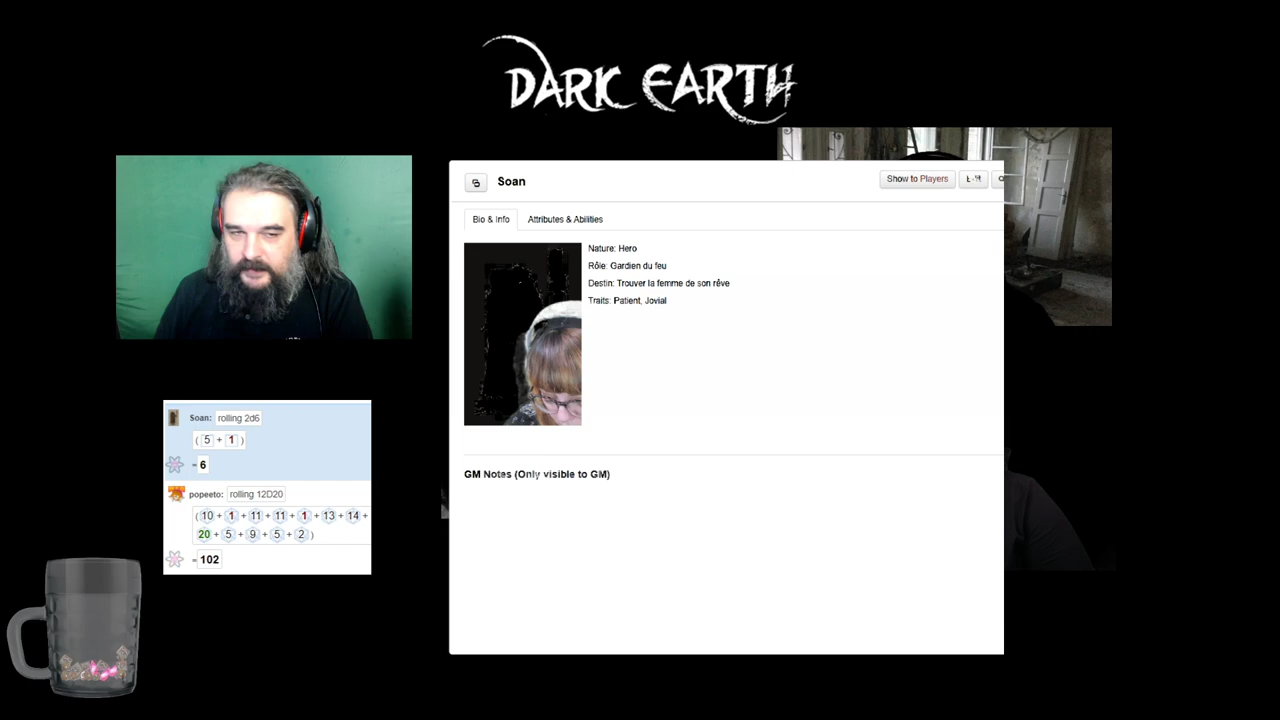 DARK EARTH
Soan
Show to Players
Bio & Info
Attributes & Abilities
Nature: Hero
Rôle: Gardien du feu
Destin: Trouver la femme de son rêve
Traits: Patient, Jovial
GM Notes (Only visible to GM)
Soan: rolling 2d6
( 5 + 1 )
= 6
popeeto: rolling 12D20
( 10 + 1 + 11 + 11 + 1 + 13 + 14 +
20 + 5 + 9 + 5 + 2 )
= 102